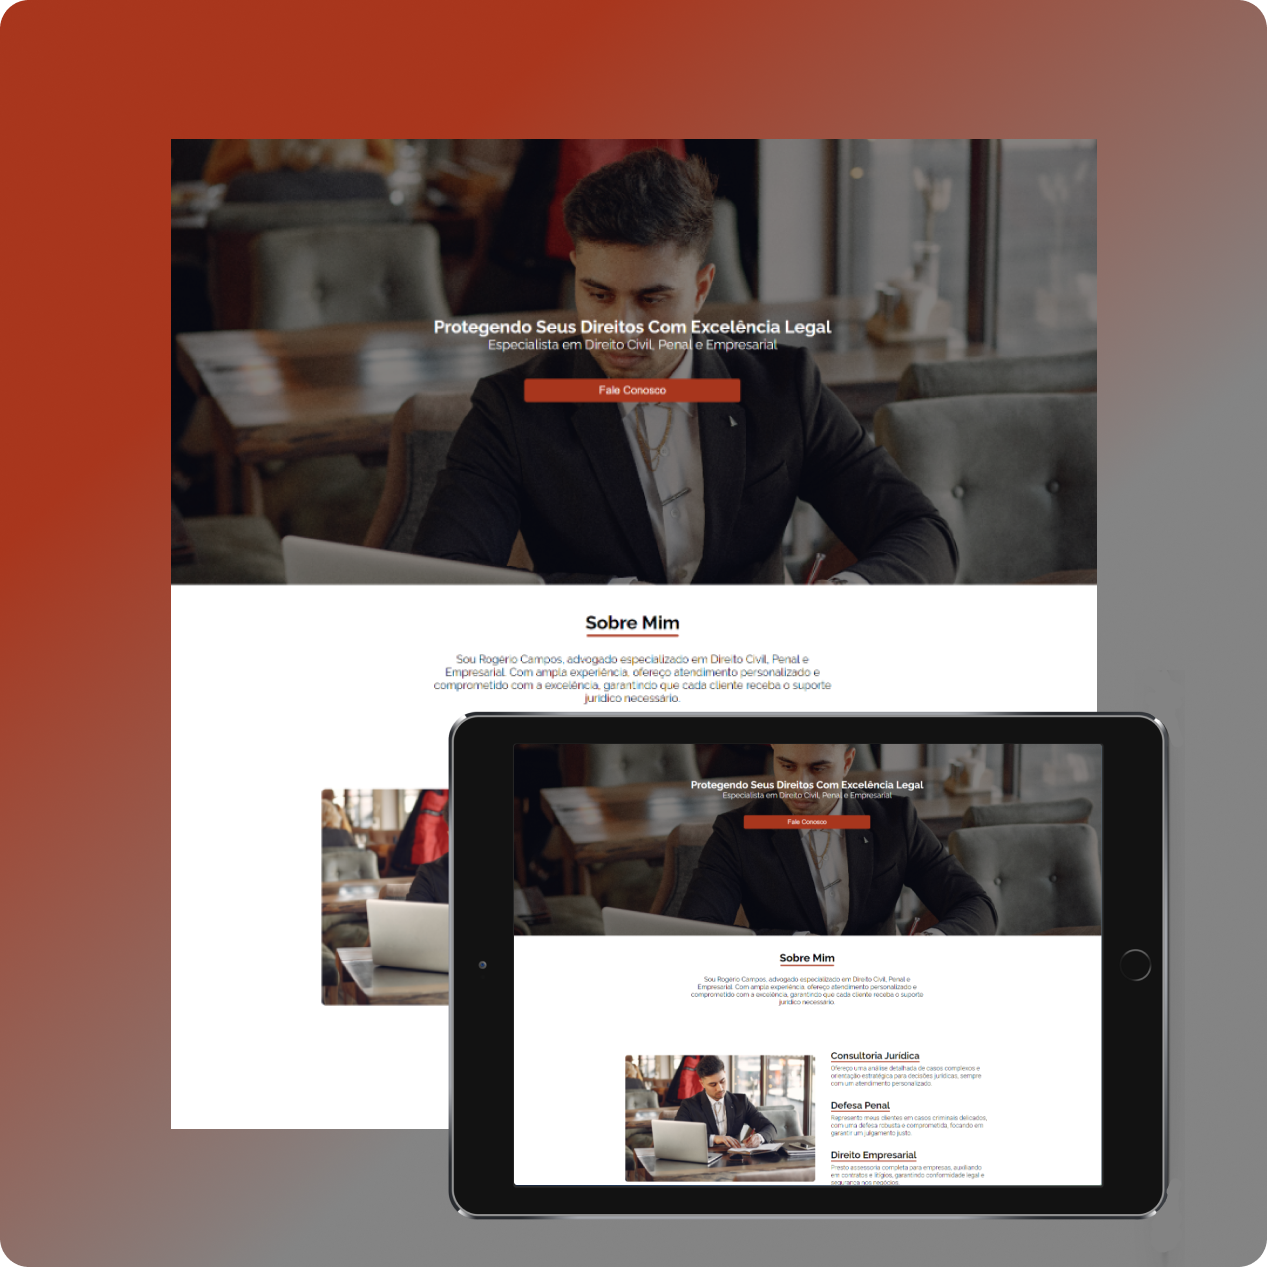 Protegendo Seus Direitos Com Excelência Legal
Especialista em Direito Civil, Penal e Empresarial
Fale Conosco
Sobre Mim
Sou Rogério Campos, advogado especializado em Direito Civil, Penal e
Empresarial. Com ampla experiência, ofereço atendimento personalizado e
comprometido com a excelência, garantindo que cada cliente receba o suporte
jurídico necessário.
Protegendo Seus Direitos Com Excelência Legal
Especialista em Direito Civil, Penal e Empresarial
Fale Conosco
Sobre Mim
Sou Rogério Campos, advogado especializado em Direito Civil, Penal e
Empresarial. Com ampla experiência, ofereço atendimento personalizado e
comprometido com a excelência, garantindo que cada cliente receba o suporte
jurídico necessário.
Consultoria Jurídica
Ofereço uma análise detalhada de casos complexos e
orientação estratégica para decisões jurídicas, sempre
com um atendimento personalizado.
Defesa Penal
Represento meus clientes em casos criminais delicados,
com uma defesa robusta e comprometida, focando em
garantir um julgamento justo.
Direito Empresarial
Presto assessoria completa para empresas, auxiliando
em contratos e litígios, garantindo conformidade legal e
segurança nos negócios.